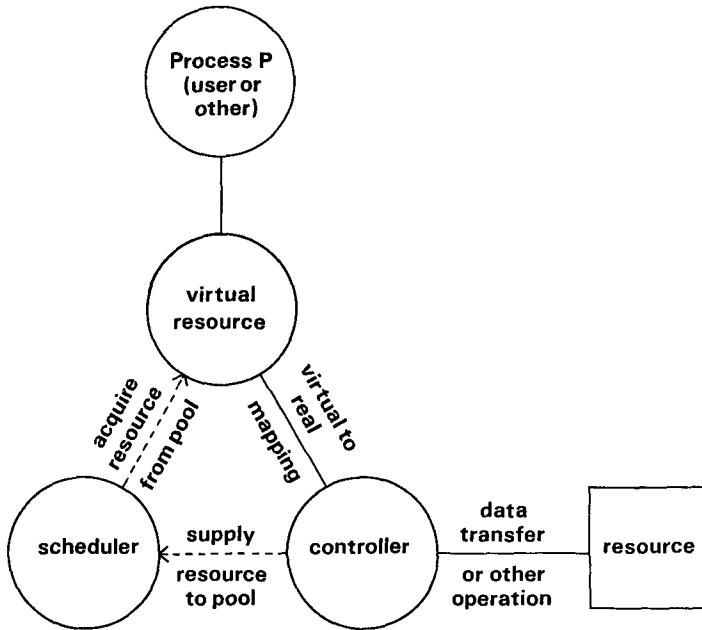 Process P
(user or
other)
virtual
resource
acquire
resource
from pool
virtual to
real
mapping
scheduler
supply
resource
to pool
controller
data
transfer
or other
operation
resource